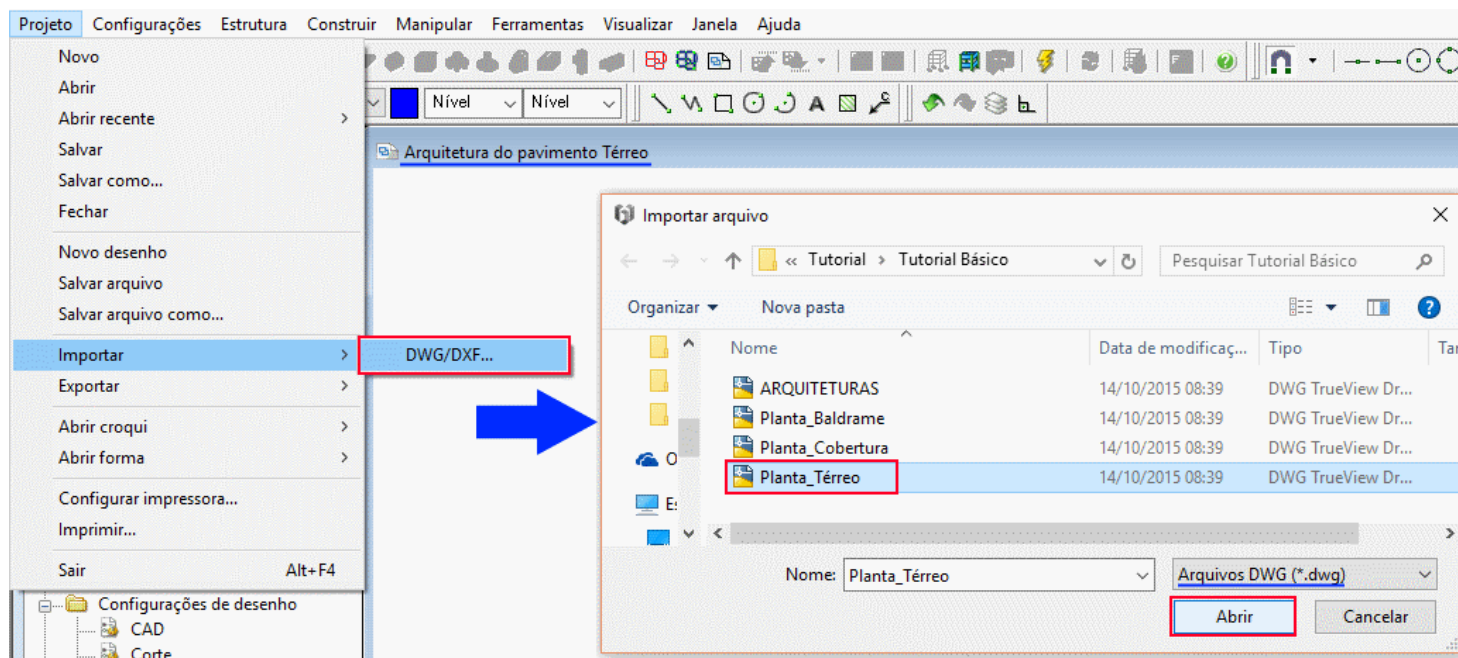 Projeto Configurações Estrutura Construir Manipular Ferramentas Visualizar Janela Ajuda
Novo
Abrir
Abrir recente
Salvar
Salvar como...
Fechar
Novo desenho
Salvar arquivo
Salvar arquivo como...
Importar
Exportar
Abrir croqui
Abrir forma
Configurar impressora...
Imprimir...
Sair Alt+F4
DWG/DXF...
Nível Nível
A
Arquitetura do pavimento Térreo
Importar arquivo
« Tutorial > Tutorial Básico
Pesquisar Tutorial Básico
Organizar Nova pasta
Nome Data de modificaç... Tipo Tar
ARQUITETURAS 14/10/2015 08:39 DWG TrueView Dr...
Planta_Baldrame 14/10/2015 08:39 DWG TrueView Dr...
Planta_Cobertura 14/10/2015 08:39 DWG TrueView Dr...
Planta_Térreo 14/10/2015 08:39 DWG TrueView Dr...
O
E
Nome: Planta_Térreo Arquivos DWG (*.dwg)
Abrir Cancelar
Configurações de desenho
CAD
Corte